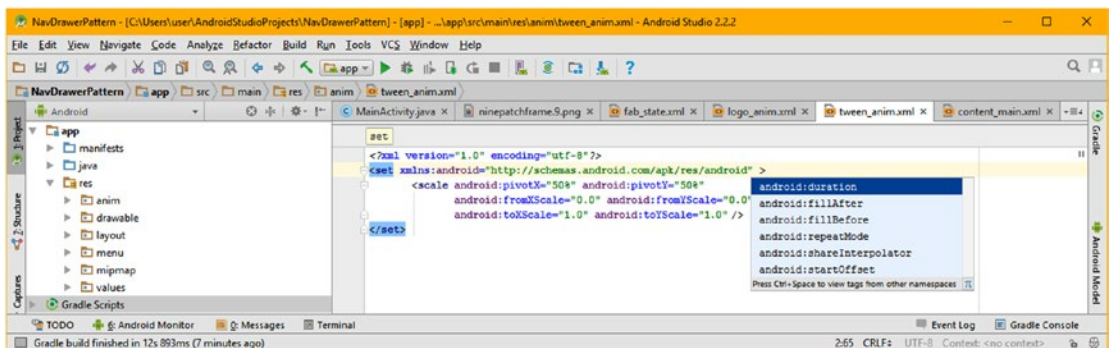 NavDrawerPattern - [C:\Users\user\AndroidStudioProjects\NavDrawerPattern] - [app] - ...\app\src\main\res\anim\tween_anim.xml - Android Studio 2.2.2
File Edit View Navigate Code Analyze Refactor Build Run Tools VCS Window Help
app
NavDrawerPattern app src main res anim tween_anim.xml
Android
MainActivity.java ninepatchframe.9.png fab_state.xml logo_anim.xml tween_anim.xml content_main.xml
1: Project
7: Structure
Captures
app
manifests
java
res
anim
drawable
layout
menu
mipmap
values
Gradle Scripts
set
<?xml version="1.0" encoding="utf-8"?>
<set xmlns:android="http://schemas.android.com/apk/res/android" >
<scale android:pivotX="50%" android:pivotY="50%"
android:fromXScale="0.0" android:fromYScale="0.0"
android:toXScale="1.0" android:toYScale="1.0" />
</set>
android:duration
android:fillAfter
android:fillBefore
android:repeatMode
android:shareInterpolator
android:startOffset
Press Ctrl+Space to view tags from other namespaces
Gradle
Android Model
TODO 6: Android Monitor 0: Messages Terminal Event Log Gradle Console
Gradle build finished in 12s 893ms (7 minutes ago) 2:65 CRLF UTF-8 Context: <no context>